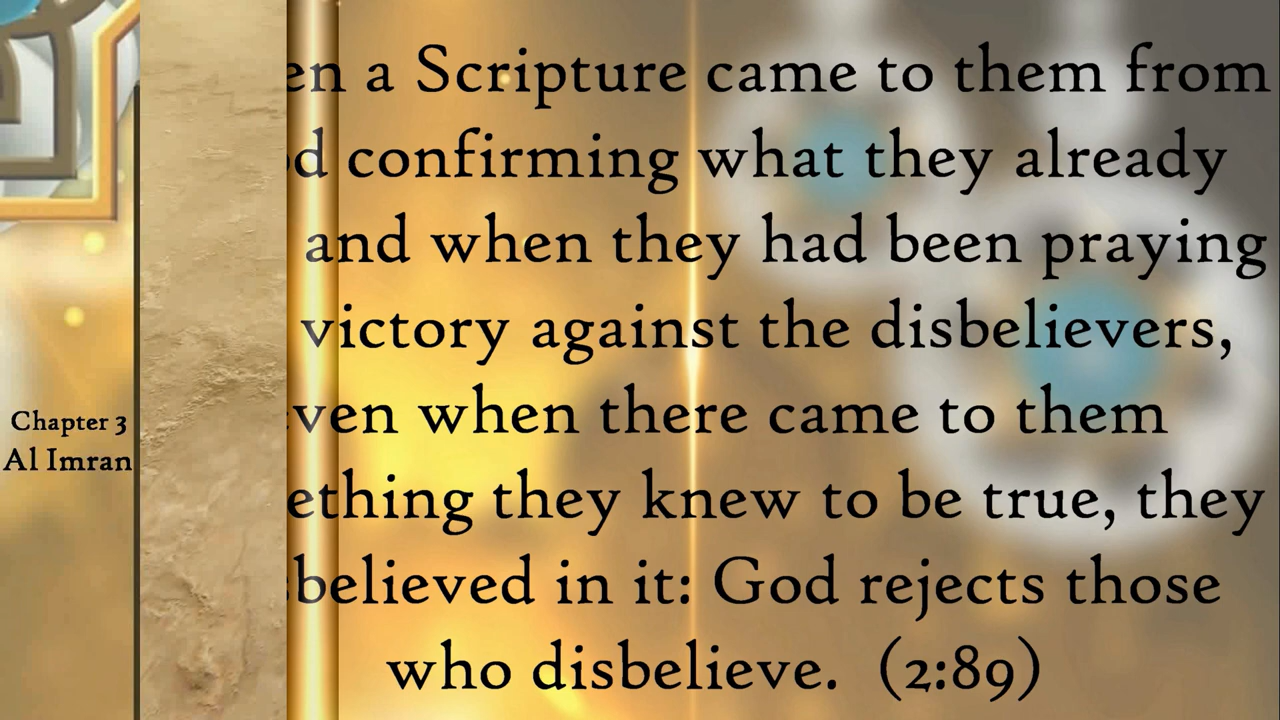 Chapter 3
Al Imran
en a Scripture came to them from
d confirming what they already
and when they had been praying
victory against the disbelievers,
ven when there came to them
ething they knew to be true, they
believed in it: God rejects those
who disbelieve. (2:89)